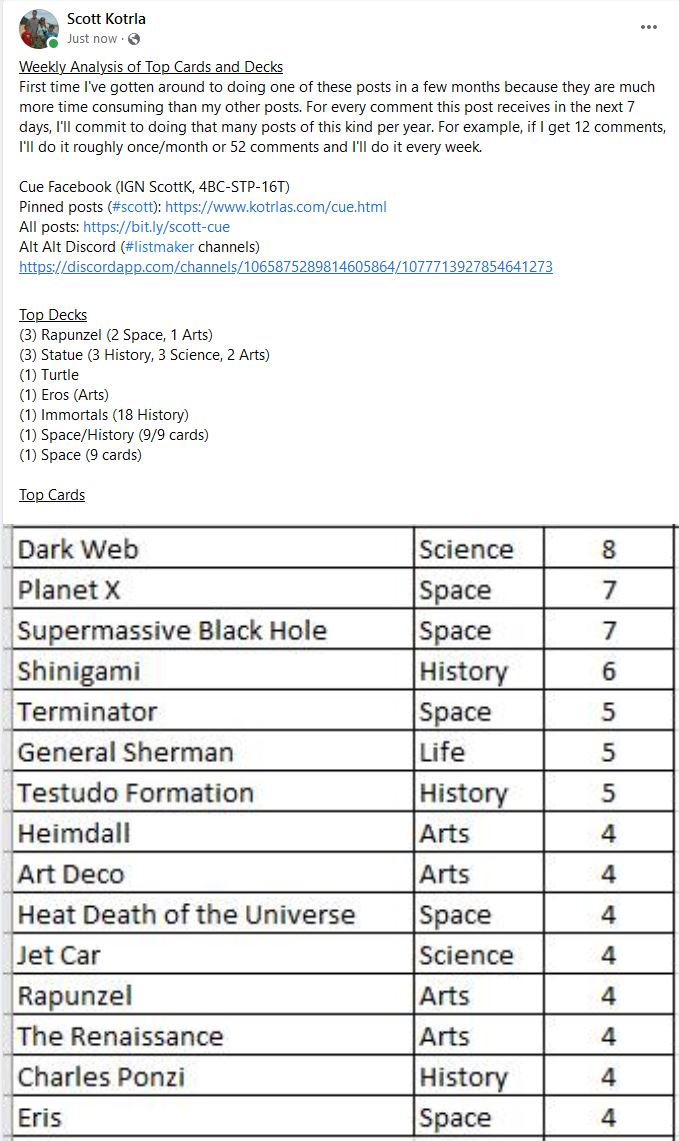 Scott Kotrla
Just now ·
Weekly Analysis of Top Cards and Decks
First time I've gotten around to doing one of these posts in a few months because they are much
more time consuming than my other posts. For every comment this post receives in the next 7
days, I'll commit to doing that many posts of this kind per year. For example, if I get 12 comments,
I'll do it roughly once/month or 52 comments and I'll do it every week.
Cue Facebook (IGN ScottK, 4BC-STP-16T)
Pinned posts (#scott): https://www.kotrlas.com/cue.html
All posts: https://bit.ly/scott-cue
Alt Alt Discord (#listmaker channels)
https://discordapp.com/channels/1065875289814605864/1077713927854641273
Top Decks
(3) Rapunzel (2 Space, 1 Arts)
(3) Statue (3 History, 3 Science, 2 Arts)
(1) Turtle
(1) Eros (Arts)
(1) Immortals (18 History)
(1) Space/History (9/9 cards)
(1) Space (9 cards)
Top Cards
Dark Web Science 8
Planet X Space 7
Supermassive Black Hole Space 7
Shinigami History 6
Terminator Space 5
General Sherman Life 5
Testudo Formation History 5
Heimdall Arts 4
Art Deco Arts 4
Heat Death of the Universe Space 4
Jet Car Science 4
Rapunzel Arts 4
The Renaissance Arts 4
Charles Ponzi History 4
Eris Space 4